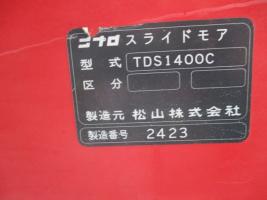 ニプロ スライドモア
型式 TDS1400C
区分
製造元 松山株式会社
製造番号 2423